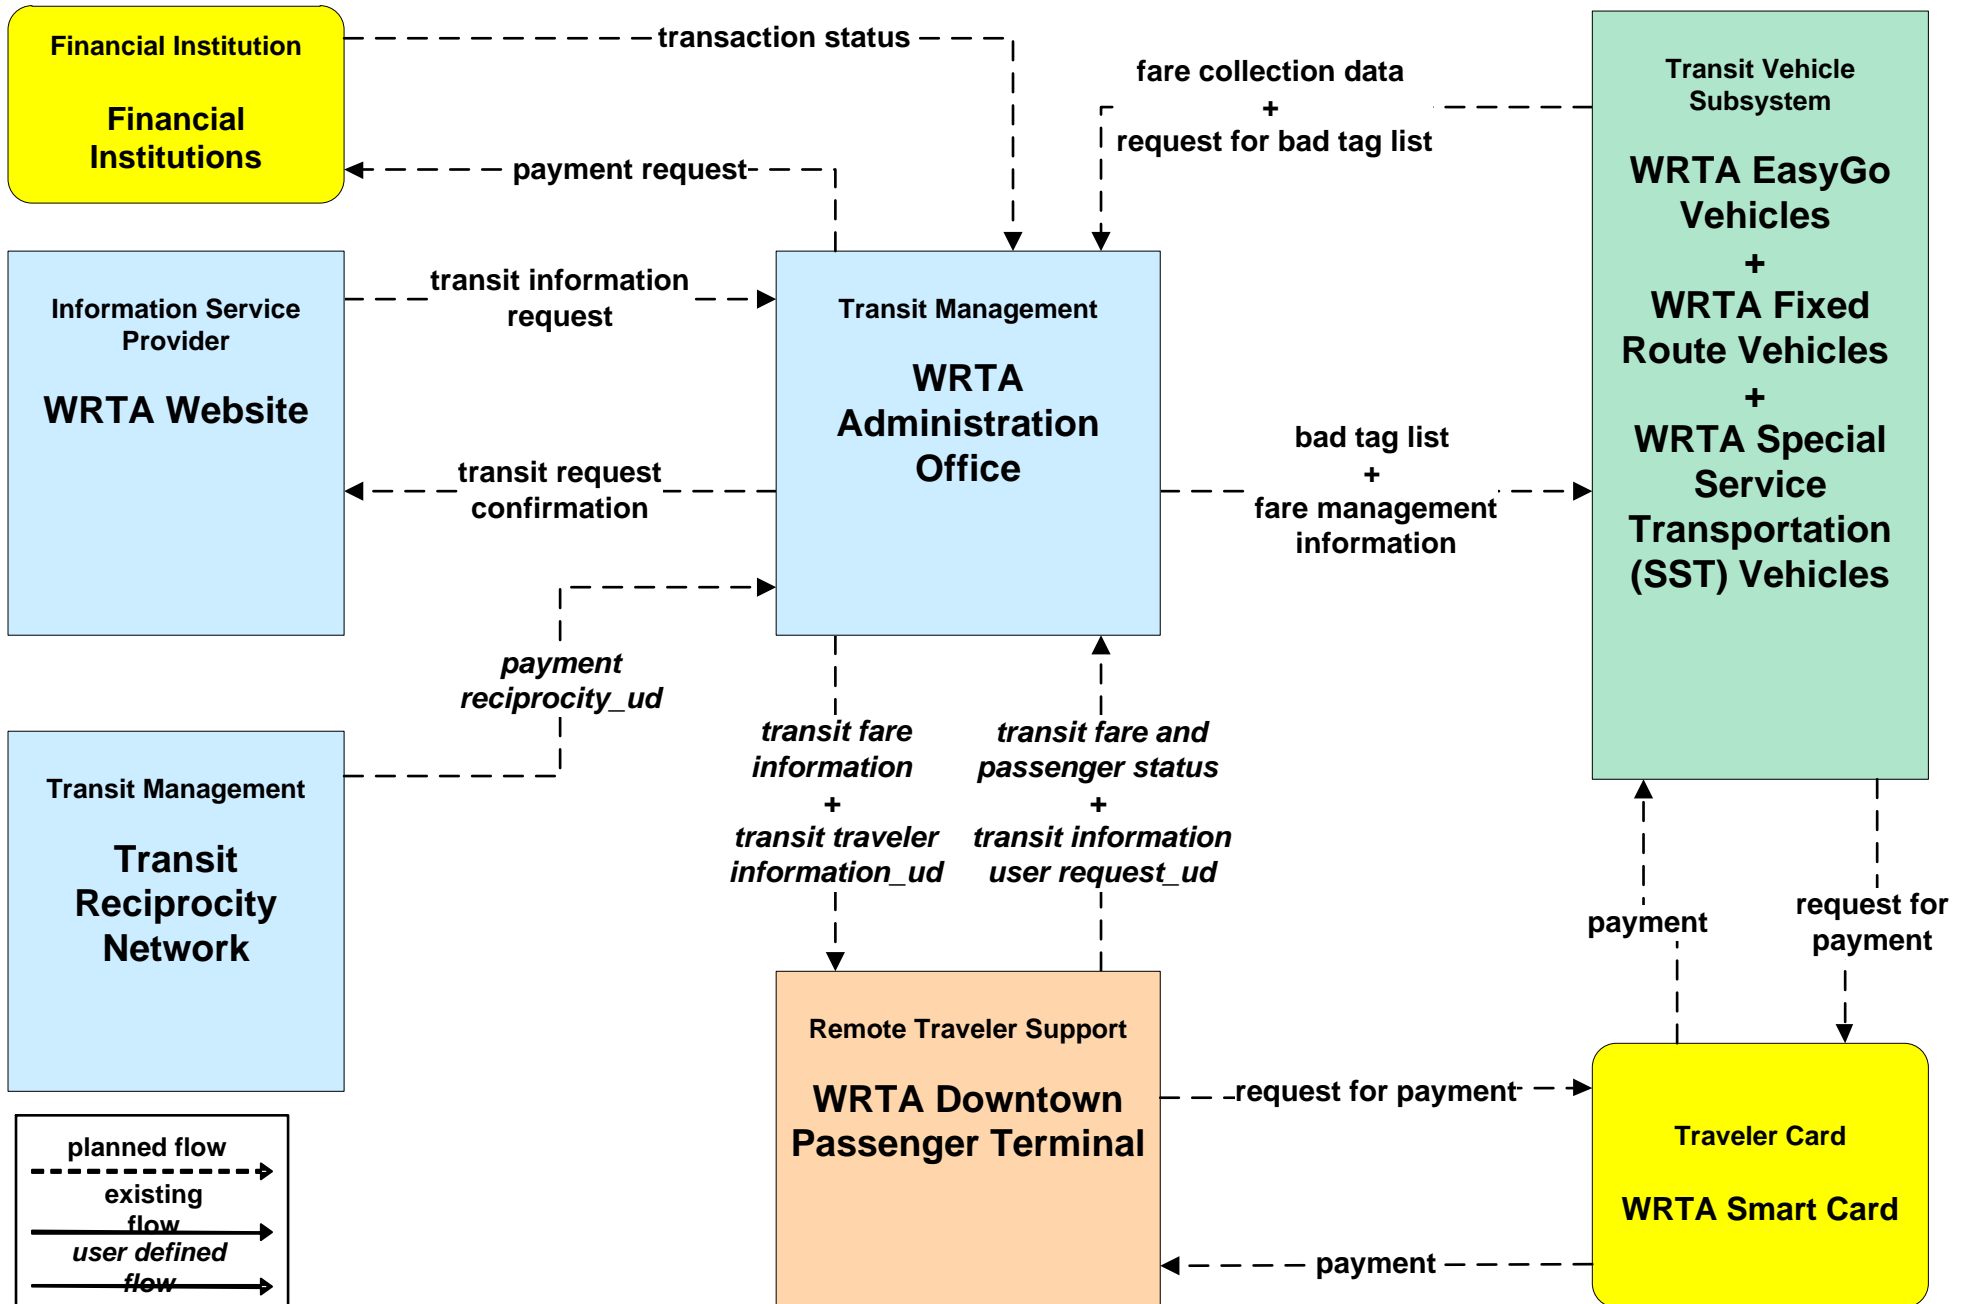 Financial Institution
Financial
Institutions
transaction status
payment request
fare collection data
+
request for bad tag list
Transit Vehicle
Subsystem
WRTA EasyGo
Vehicles
+
WRTA Fixed
Route Vehicles
+
WRTA Special
Service
Transportation
(SST) Vehicles
Information Service
Provider
WRTA Website
transit information
request
transit request
confirmation
Transit Management
WRTA
Administration
Office
bad tag list
+
fare management
information
payment
reciprocity_ud
Transit Management
Transit
Reciprocity
Network
transit fare
information
+
transit traveler
information_ud
transit fare and
passenger status
+
transit information
user request_ud
payment
request for
payment
Remote Traveler Support
WRTA Downtown
Passenger Terminal
request for payment
payment
Traveler Card
WRTA Smart Card
planned flow
existing
flow
user defined
flow